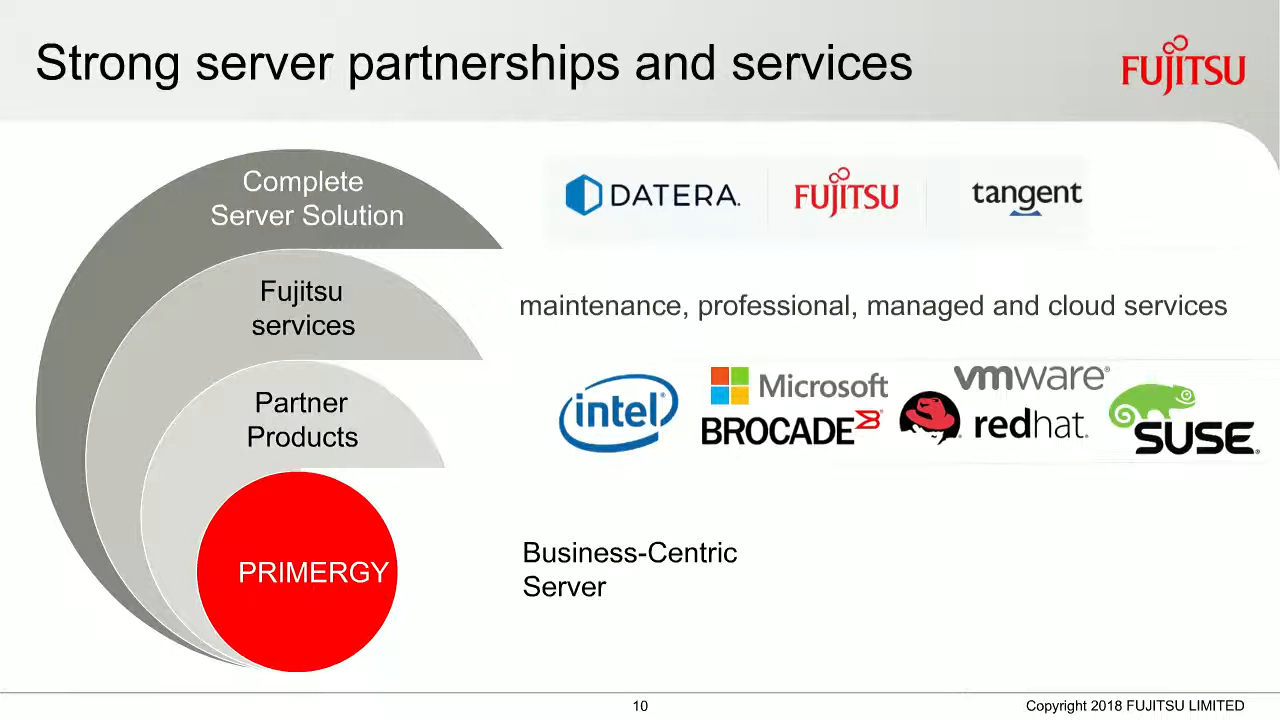 Strong server partnerships and services
FUJITSU
Complete
Server Solution
DATERA.
FUJITSU
tangent
Fujitsu
services
maintenance, professional, managed and cloud services
Partner
Products
intel®
Microsoft
BROCADE
vmware®
redhat.
SUSE®
PRIMERGY
Business-Centric
Server
10
Copyright 2018 FUJITSU LIMITED